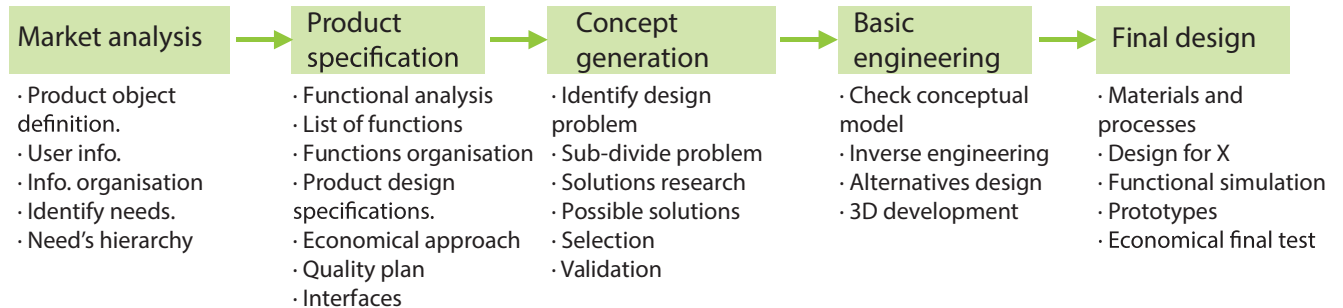 Market analysis
· Product object
definition.
· User info.
· Info. organisation
· Identify needs.
· Need's hierarchy
Product
specification
· Functional analysis
· List of functions
· Functions organisation
· Product design
specifications.
· Economical approach
· Quality plan
· Interfaces
Concept
generation
· Identify design
problem
· Sub-divide problem
· Solutions research
· Possible solutions
· Selection
· Validation
Basic
engineering
· Check conceptual
model
· Inverse engineering
· Alternatives design
· 3D development
Final design
· Materials and
processes
· Design for X
· Functional simulation
· Prototypes
· Economical final test